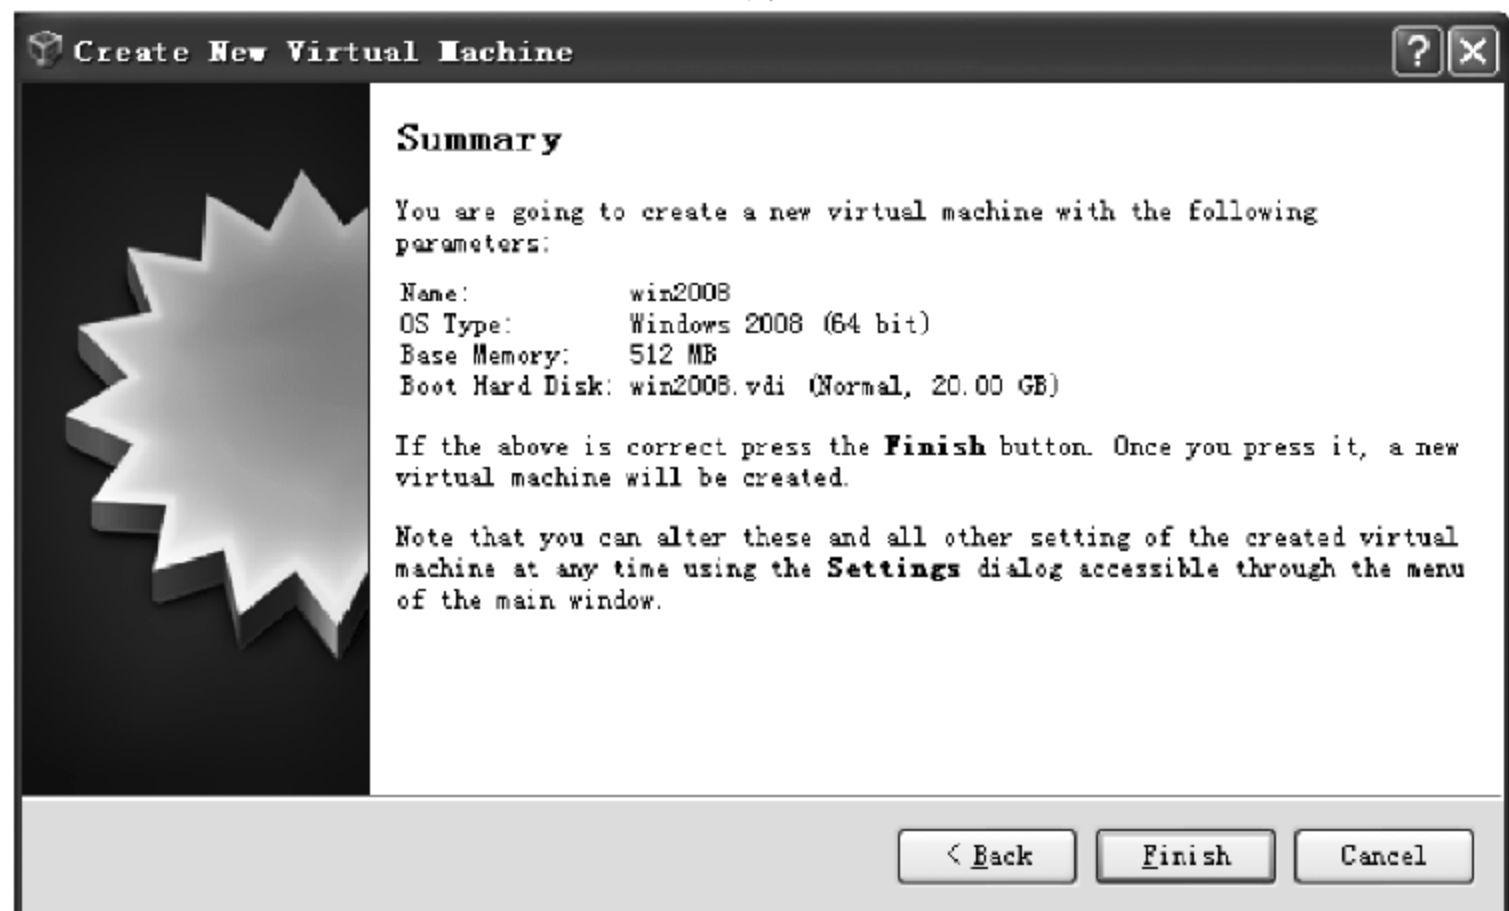 Create New Virtual Machine
Summary
You are going to create a new virtual machine with the following
parameters:
Name: win2008
OS Type: Windows 2008 (64 bit)
Base Memory: 512 MB
Boot Hard Disk: win2008.vdi (Normal, 20.00 GB)
If the above is correct press the Finish button. Once you press it, a new
virtual machine will be created.
Note that you can alter these and all other setting of the created virtual
machine at any time using the Settings dialog accessible through the menu
of the main window.
< Back Finish Cancel